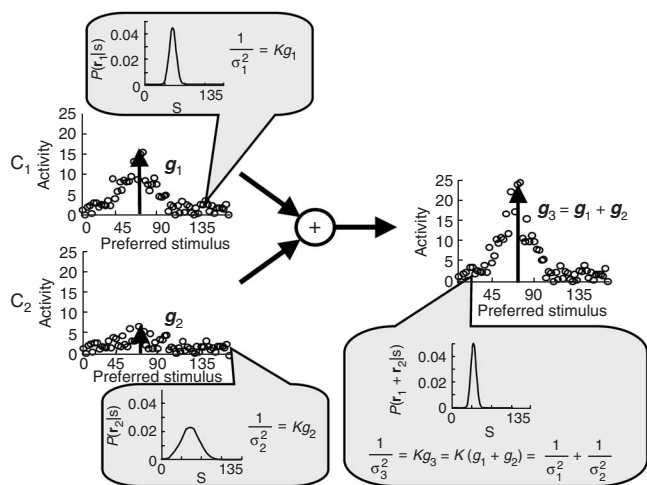 P(r₁|s)
0.04
0.02
0
0
135
S
1/σ₁² = Kg₁
C₁
Activity
25
20
15
10
5
0
g₁
0 45 90 135
Preferred stimulus
+
C₂
Activity
25
20
15
10
5
0
g₂
0 45 90 135
Preferred stimulus
P(r₂|s)
0.04
0.02
0
0
135
S
1/σ₂² = Kg₂
Activity
25
20
15
10
5
0
g₃ = g₁ + g₂
45 90 135
Preferred stimulus
P(r₁ + r₂|s)
0.04
0.02
0
0
135
S
1/σ₃² = Kg₃ = K (g₁ + g₂) = 1/σ₁² + 1/σ₂²